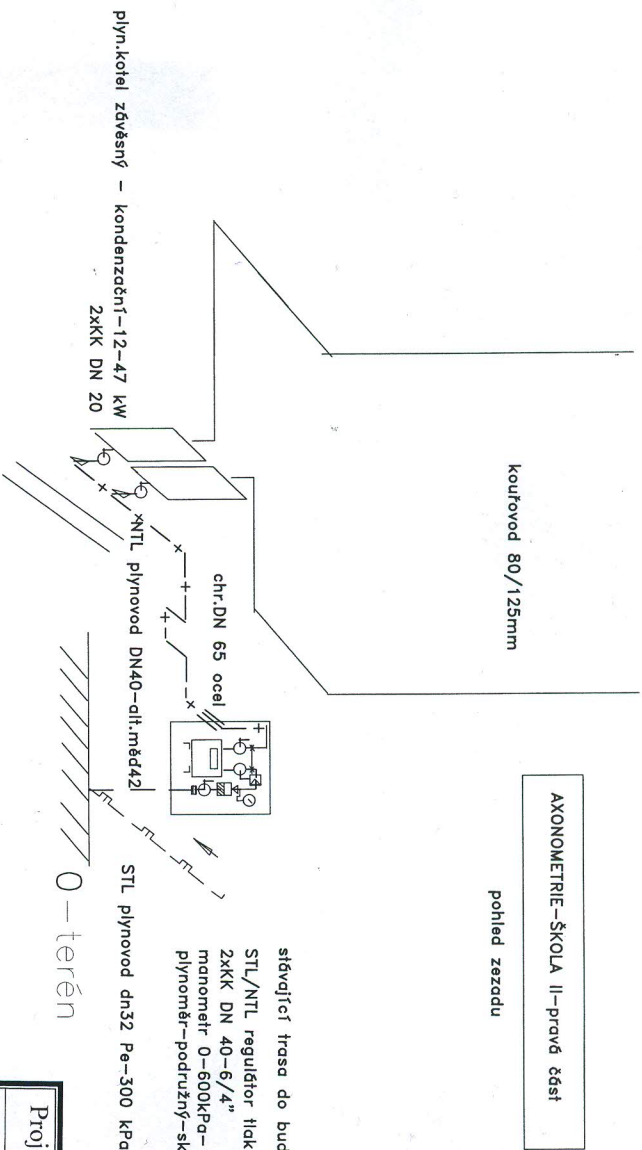 AXONOMETRIE-ŠKOLA II-pravá část
pohled zezadu
kouřovod 80/125mm
plyn.kotel závěsný - kondenzační-12-47 kW
2xKK DN 20
chr.DN 65 ocel
NTL plynovod DN40-alt.měď42
stávající trasa do bud
STL/NTL regulátor tlak
2xKK DN 40-6/4"
manometr 0-600kPa-
plynoměr-podružný-sk
STL plynovod dn32 Pe-300 kPa
0-terén
Proj